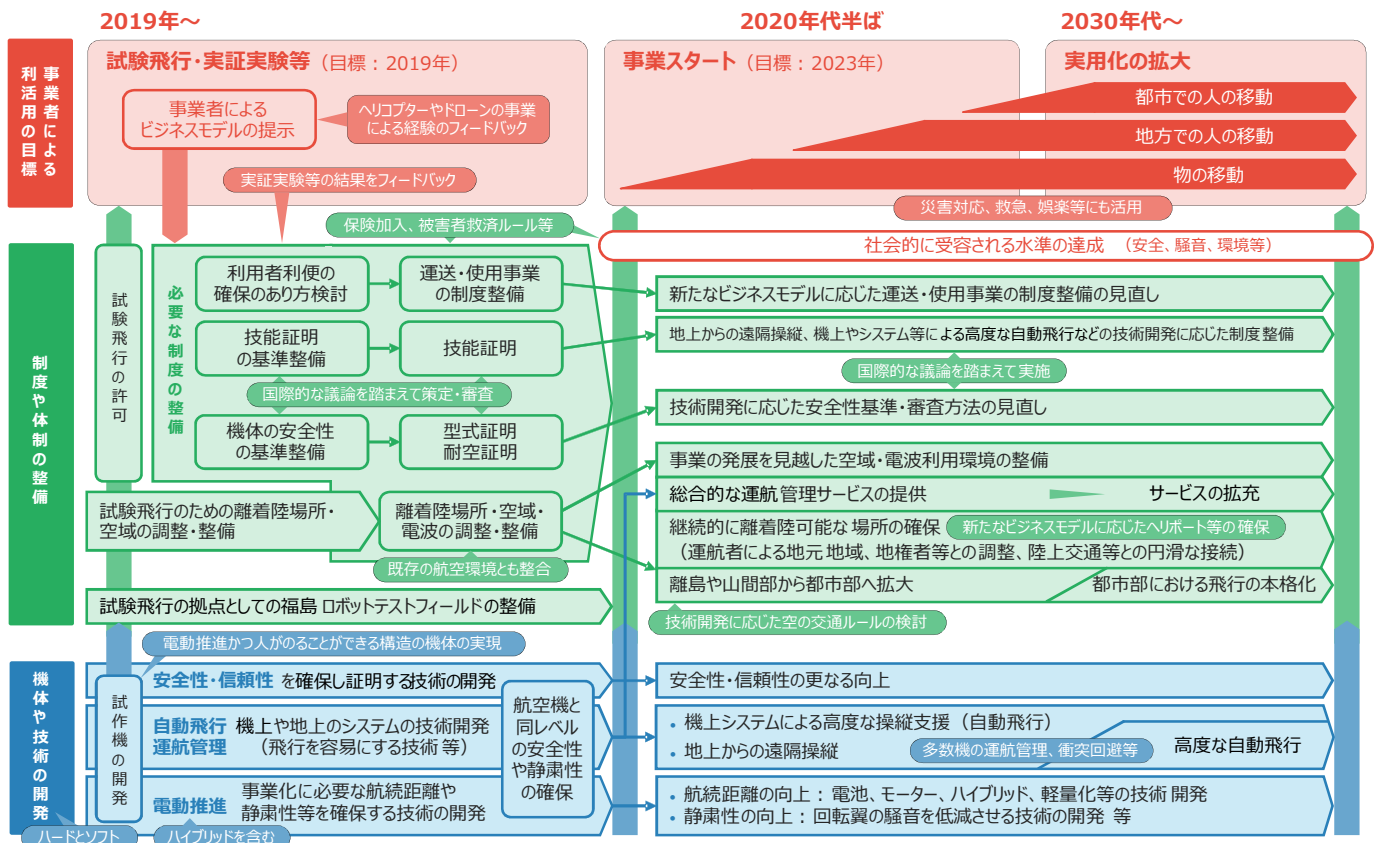 2019年～
2020年代半ば
2030年代～
事業者による
利活用の目標
試験飛行・実証実験等（目標：2019年）
事業者による
ビジネスモデルの提示
ヘリコプターやドローンの事業
による経験のフィードバック
実証実験等の結果をフィードバック
事業スタート（目標：2023年）
実用化の拡大
都市での人の移動
地方での人の移動
物の移動
災害対応、救急、娯楽等にも活用
保険加入、被害者救済ルール等
社会的に受容される水準の達成　（安全、騒音、環境等）
制度や体制の整備
試験飛行の許可
必要な制度の整備
利用者利便の
確保のあり方検討
運送・使用事業
の制度整備
新たなビジネスモデルに応じた運送・使用事業の制度整備の見直し
技能証明
の基準整備
技能証明
地上からの遠隔操縦、機上やシステム等による高度な自動飛行などの技術開発に応じた制度整備
国際的な議論を踏まえて実施
国際的な議論を踏まえて策定・審査
機体の安全性
の基準整備
型式証明
耐空証明
技術開発に応じた安全性基準・審査方法の見直し
事業の発展を見越した空域・電波利用環境の整備
総合的な運航管理サービスの提供
サービスの拡充
試験飛行のための離着陸場所・
空域の調整・整備
離着陸場所・空域・
電波の調整・整備
既存の航空環境とも整合
継続的に離着陸可能な場所の確保
新たなビジネスモデルに応じたヘリポート等の確保
（運航者による地元地域、地権者等との調整、陸上交通等との円滑な接続）
離島や山間部から都市部へ拡大
都市部における飛行の本格化
試験飛行の拠点としての福島ロボットテストフィールドの整備
技術開発に応じた空の交通ルールの検討
電動推進かつ人がのることができる構造の機体の実現
機体や技術の開発
試作機の開発
安全性・信頼性 を確保し証明する技術の開発
安全性・信頼性の更なる向上
自動飛行
運航管理
機上や地上のシステムの技術開発
（飛行を容易にする技術 等）
航空機と
同レベル
の安全性
や静粛性
の確保
・機上システムによる高度な操縦支援（自動飛行）
・地上からの遠隔操縦
多数機の運航管理、衝突回避等
高度な自動飛行
電動推進
事業化に必要な航続距離や
静粛性等を確保する技術の開発
・航続距離の向上：電池、モーター、ハイブリッド、軽量化等の技術開発
・静粛性の向上：回転翼の騒音を低減させる技術の開発 等
ハードとソフト
ハイブリッドを含む